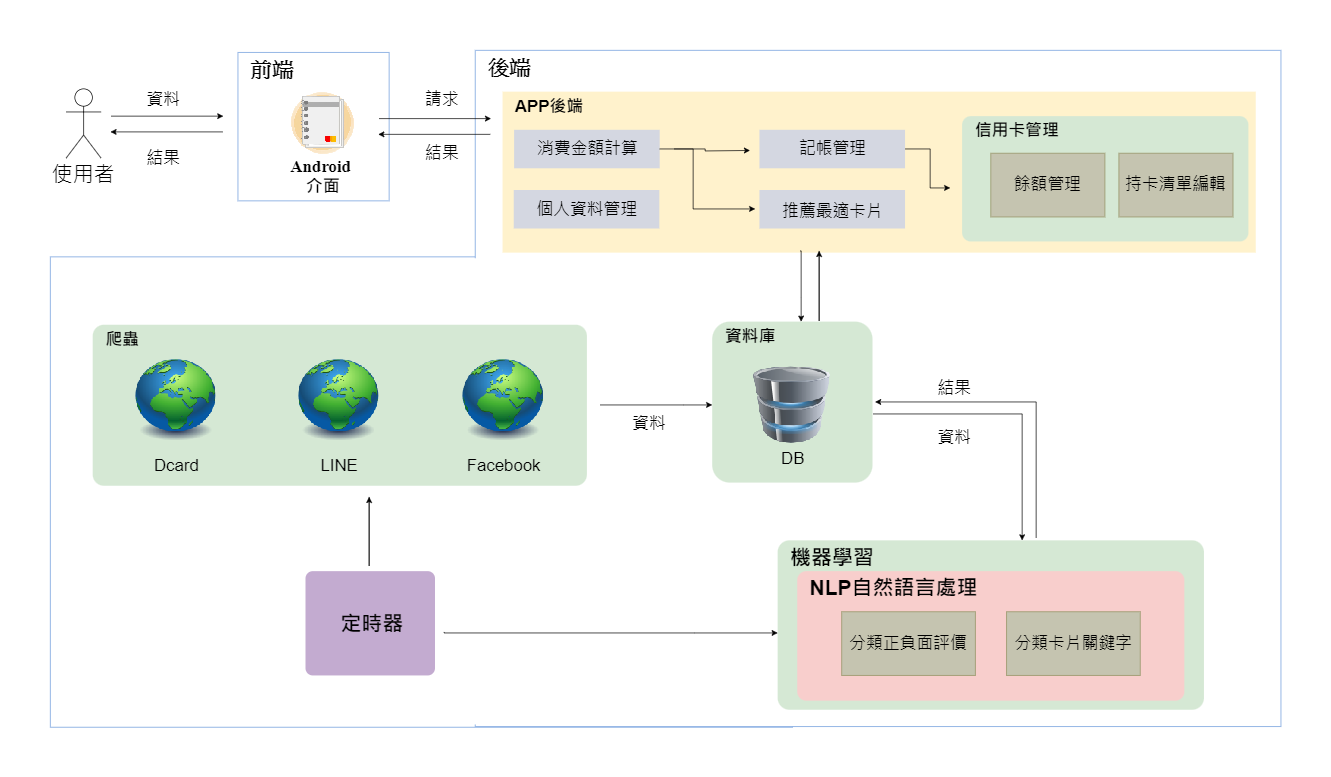 前端
後端
APP後端
資料
結果
使用者
Android
介面
請求
結果
消費金額計算
記帳管理
個人資料管理
推薦最適卡片
信用卡管理
餘額管理
持卡清單編輯
爬蟲
Dcard
LINE
Facebook
資料
資料庫
DB
結果
資料
定時器
機器學習
NLP自然語言處理
分類正負面評價
分類卡片關鍵字